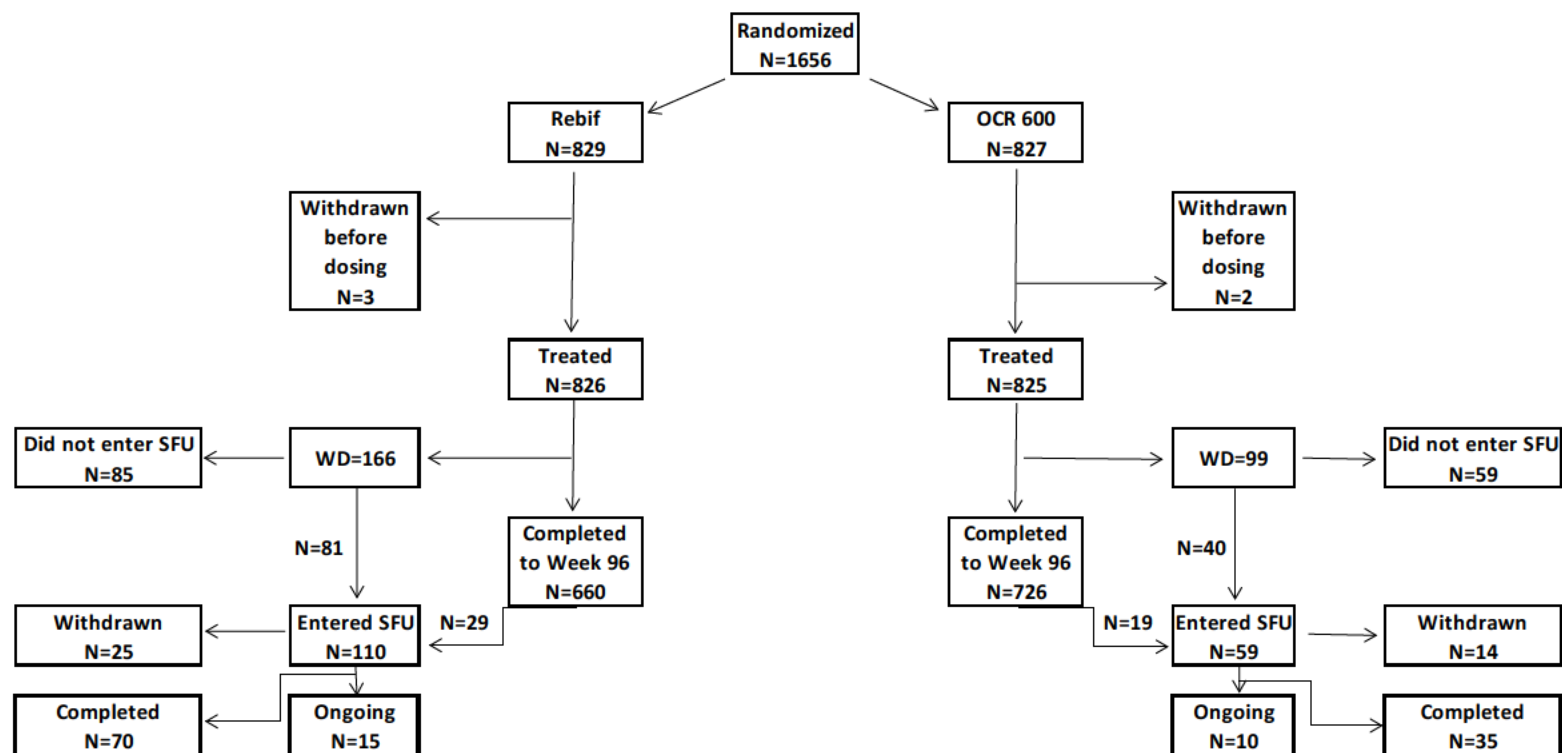 Randomized
N=1656
Rebif
N=829
OCR 600
N=827
Withdrawn
before
dosing
N=3
Withdrawn
before
dosing
N=2
Treated
N=826
Treated
N=825
Did not enter SFU
N=85
WD=166
WD=99
Did not enter SFU
N=59
N=81
Completed
to Week 96
N=660
Completed
to Week 96
N=726
N=40
Withdrawn
N=25
Entered SFU
N=110
N=29
N=19
Entered SFU
N=59
Withdrawn
N=14
Completed
N=70
Ongoing
N=15
Ongoing
N=10
Completed
N=35